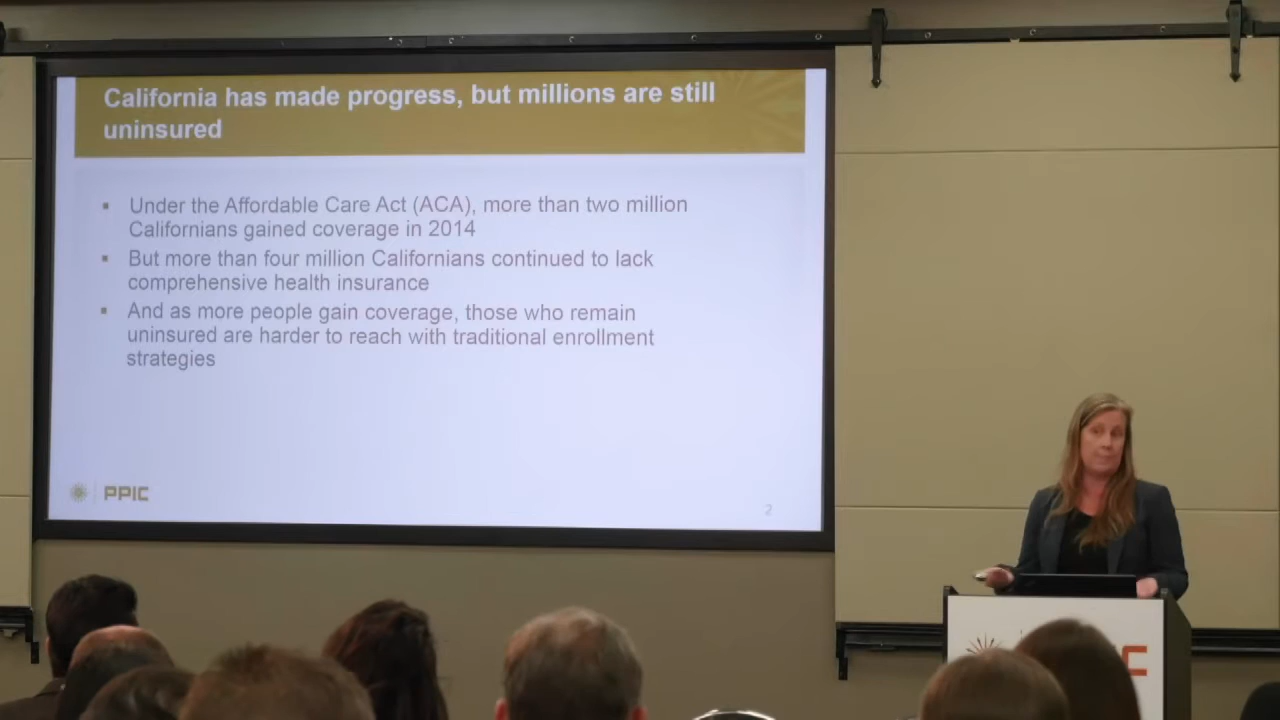 California has made progress, but millions are still
uninsured
▪ Under the Affordable Care Act (ACA), more than two million
Californians gained coverage in 2014
▪ But more than four million Californians continued to lack
comprehensive health insurance
▪ And as more people gain coverage, those who remain
uninsured are harder to reach with traditional enrollment
strategies
PPIC
2